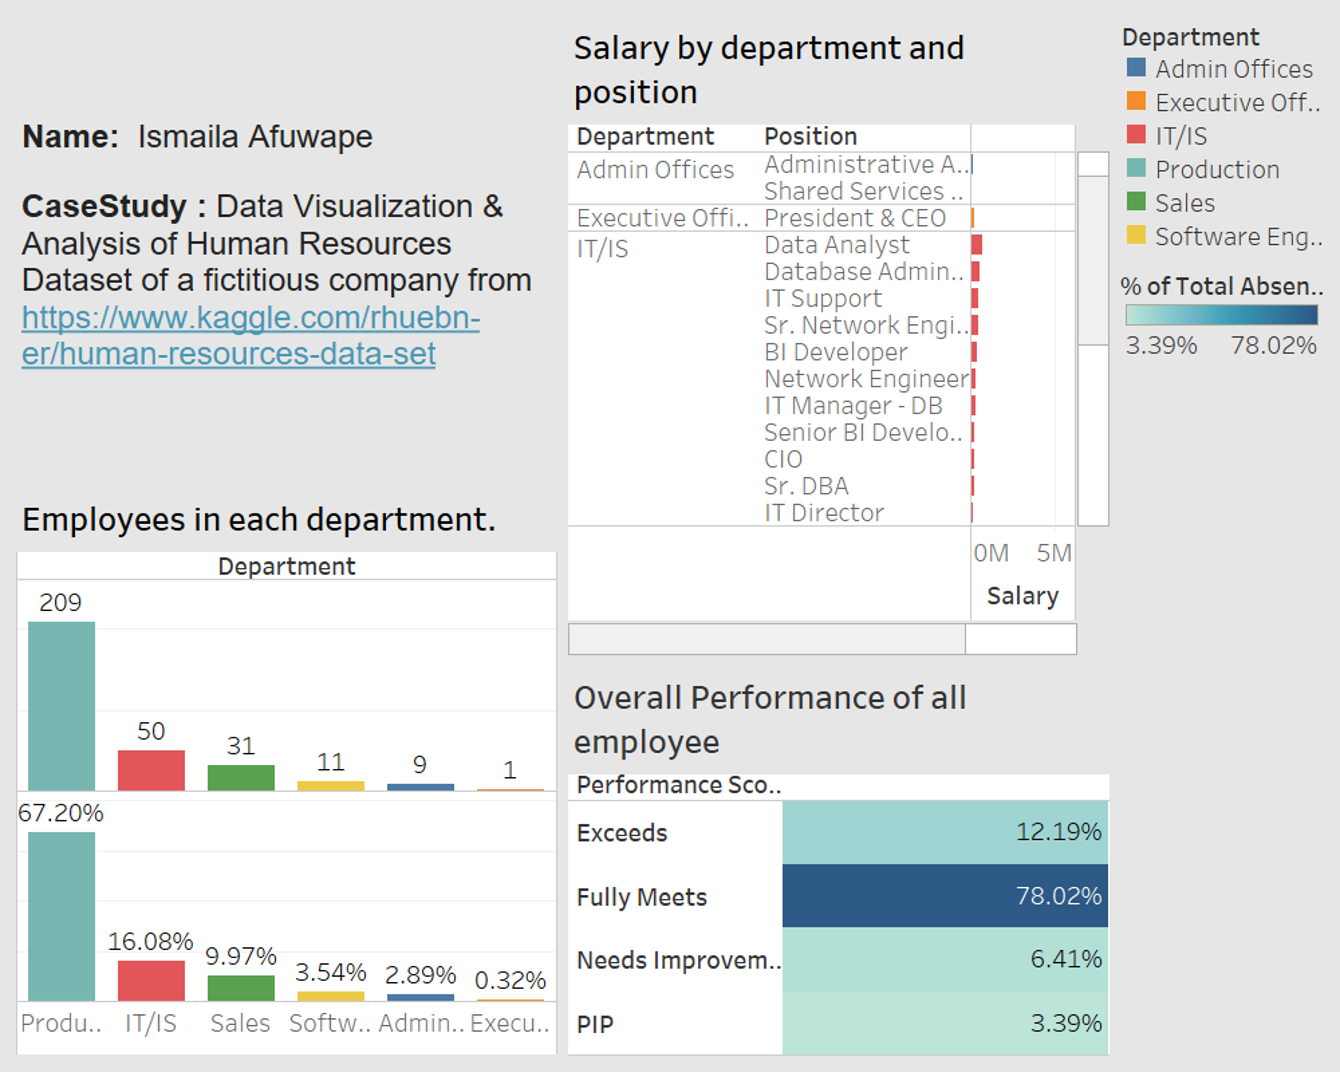 Name: Ismaila Afuwape
CaseStudy : Data Visualization &
Analysis of Human Resources
Dataset of a fictitious company from
https://www.kaggle.com/rhuebn-
er/human-resources-data-set
Employees in each department.
Department
209
50
31
11
9
1
67.20%
16.08%
9.97%
3.54%
2.89%
0.32%
Produ..
IT/IS
Sales
Softw..
Admin..
Execu..
Salary by department and
position
Department Position
Admin Offices Administrative A..
Shared Services ..
Executive Offi.. President & CEO
IT/IS Data Analyst
Database Admin..
IT Support
Sr. Network Engi..
BI Developer
Network Engineer
IT Manager - DB
Senior BI Develo..
CIO
Sr. DBA
IT Director
0M 5M
Salary
Overall Performance of all
employee
Performance Sco..
Exceeds 12.19%
Fully Meets 78.02%
Needs Improvem.. 6.41%
PIP 3.39%
Department
Admin Offices
Executive Off..
IT/IS
Production
Sales
Software Eng..
% of Total Absen..
3.39% 78.02%